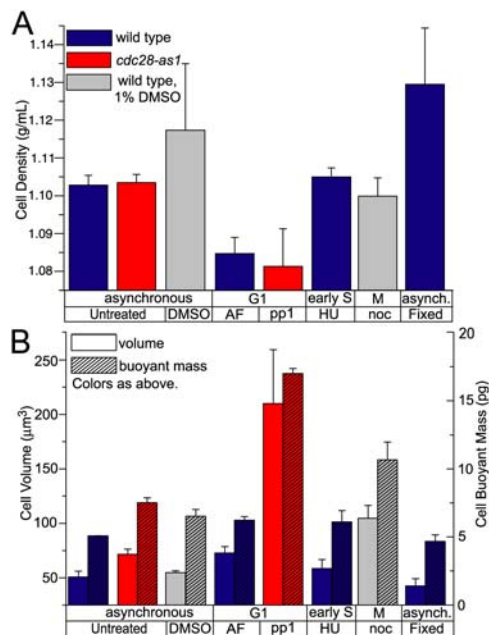 A
1.14
1.13
1.12
1.11
1.10
1.09
1.08
Cell Density (g/mL)
wild type
cdc28-as1
wild type,
1% DMSO
asynchronous G1 early S M asynch.
Untreated DMSO AF pp1 HU noc Fixed
B
250
200
150
100
50
Cell Volume (µm³)
volume
buoyant mass
Colors as above.
20
15
10
5
0
Cell Buoyant Mass (pg)
asynchronous G1 early S M asynch.
Untreated DMSO AF pp1 HU noc Fixed